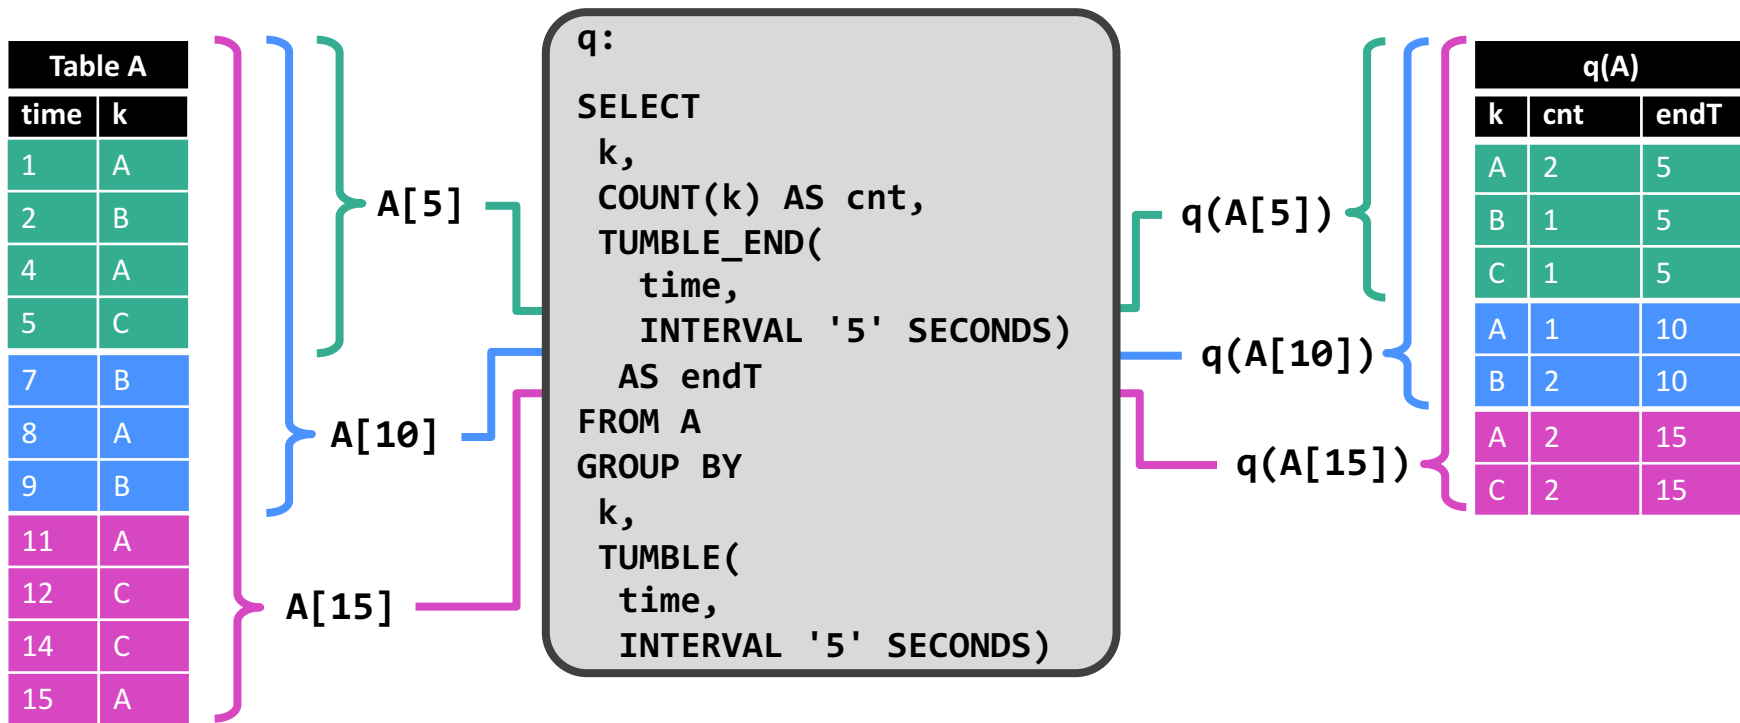 Table A
time k
1 A
2 B
4 A
5 C
7 B
8 A
9 B
11 A
12 C
14 C
15 A
A[5]
A[10]
A[15]
q:
SELECT
k,
COUNT(k) AS cnt,
TUMBLE_END(
time,
INTERVAL '5' SECONDS)
AS endT
FROM A
GROUP BY
k,
TUMBLE(
time,
INTERVAL '5' SECONDS)
q(A[5])
q(A[10])
q(A[15])
q(A)
k cnt endT
A 2 5
B 1 5
C 1 5
A 1 10
B 2 10
A 2 15
C 2 15